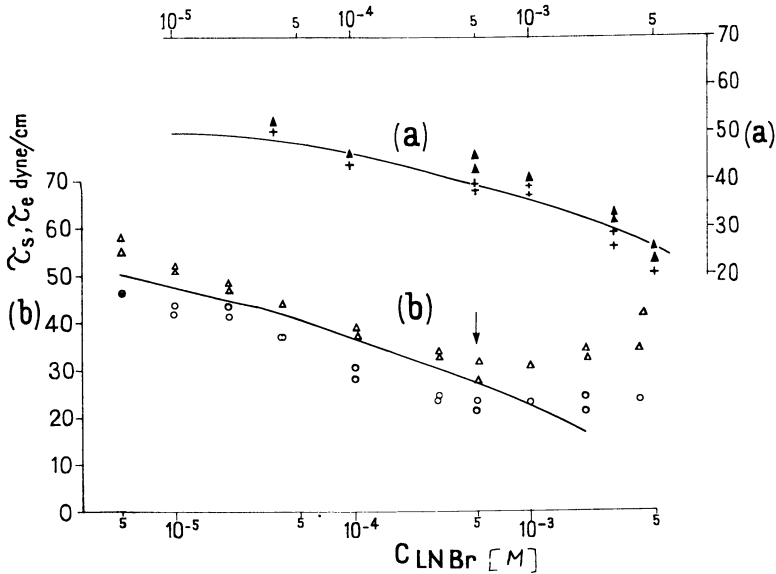 10⁻⁵ 5 10⁻⁴ 5 10⁻³ 5
70
60
50 (a)
40
30
20
(a)
τs, τe dyne/cm
70
60
50
(b) 40
30
20
10
0
(b)
5 10⁻⁵ 5 10⁻⁴ 5 10⁻³ 5
C LNBr [M]